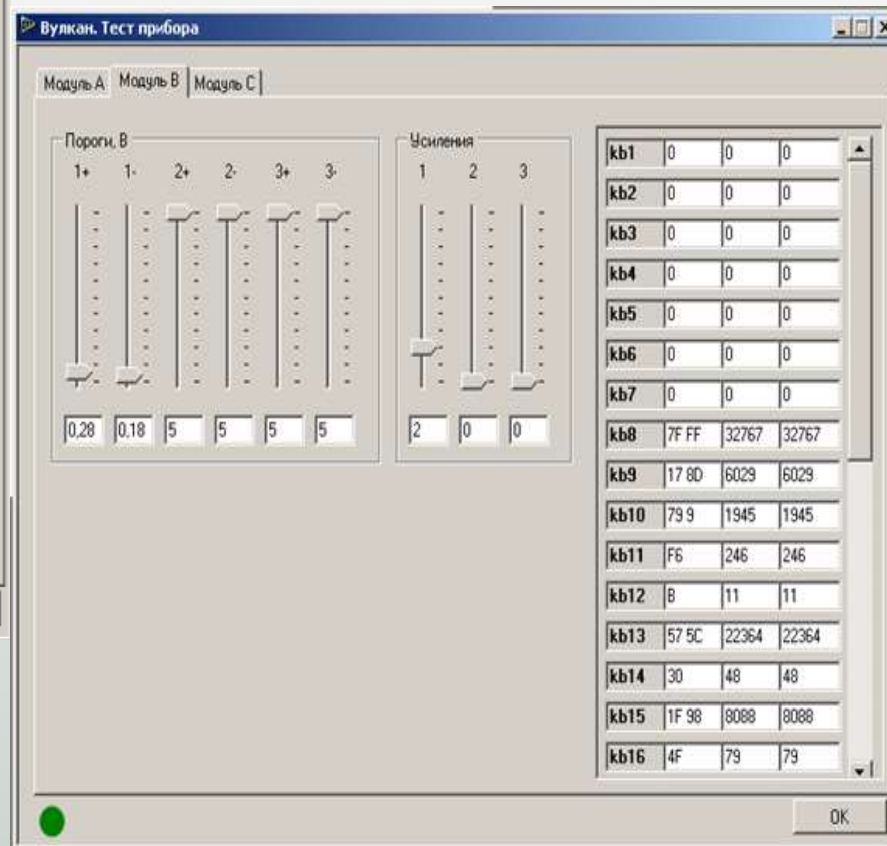 Вулкан. Тест прибора
Модуль А Модуль В Модуль С
Пороги, В
1+ 1- 2+ 2- 3+ 3-
0,28 0,18 5 5 5 5
Усиления
1 2 3
2 0 0
kb1 0 0 0
kb2 0 0 0
kb3 0 0 0
kb4 0 0 0
kb5 0 0 0
kb6 0 0 0
kb7 0 0 0
kb8 7F FF 32767 32767
kb9 17 8D 6029 6029
kb10 79 9 1945 1945
kb11 F6 246 246
kb12 B 11 11
kb13 57 5C 22364 22364
kb14 30 48 48
kb15 1F 98 8088 8088
kb16 4F 79 79
OK